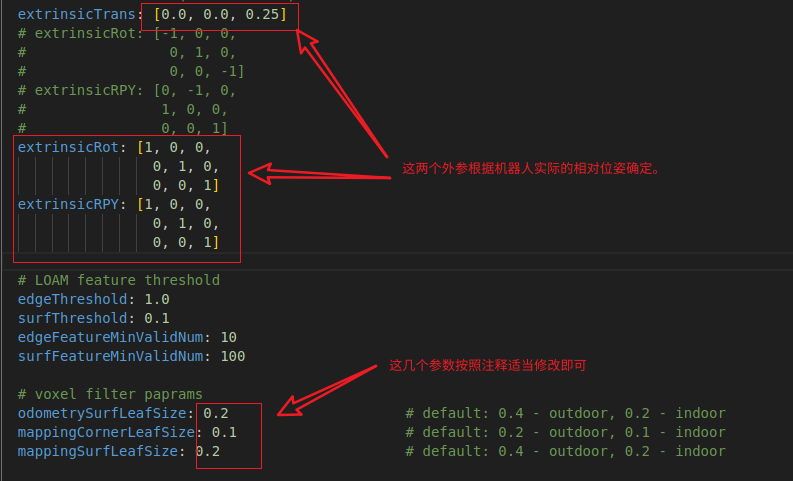 extrinsicTrans: [0.0, 0.0, 0.25]
# extrinsicRot: [-1, 0, 0,
# 0, 1, 0,
# 0, 0, -1]
# extrinsicRPY: [0, -1, 0,
# 1, 0, 0,
# 0, 0, 1]
extrinsicRot: [1, 0, 0,
0, 1, 0,
0, 0, 1]
extrinsicRPY: [1, 0, 0,
0, 1, 0,
0, 0, 1]
这两个外参根据机器人实际的相对位姿确定。
# LOAM feature threshold
edgeThreshold: 1.0
surfThreshold: 0.1
edgeFeatureMinValidNum: 10
surfFeatureMinValidNum: 100
这几个参数按照注释适当修改即可
# voxel filter paprams
odometrySurfLeafSize: 0.2 # default: 0.4 - outdoor, 0.2 - indoor
mappingCornerLeafSize: 0.1 # default: 0.2 - outdoor, 0.1 - indoor
mappingSurfLeafSize: 0.2 # default: 0.4 - outdoor, 0.2 - indoor